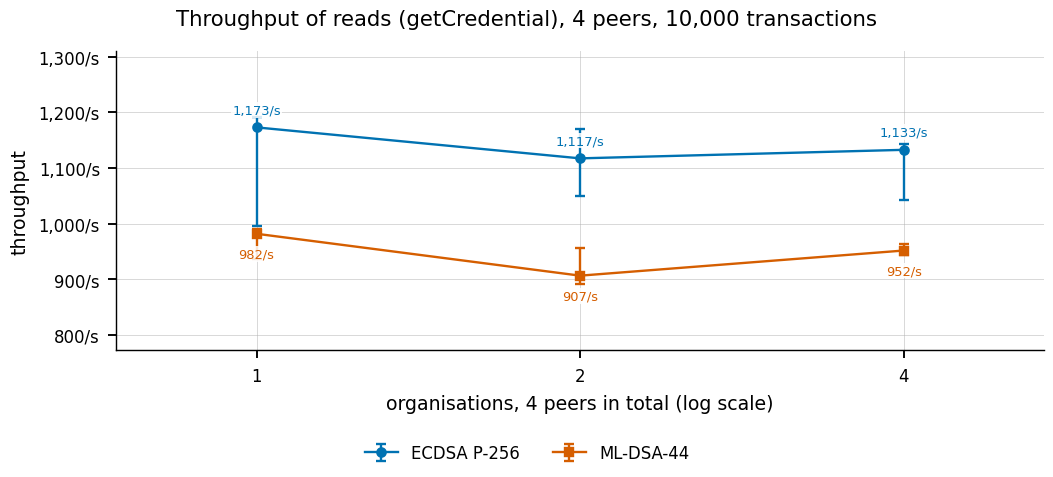 Throughput of reads (getCredential), 4 peers, 10,000 transactions
1,300/s
1,200/s
1,100/s
1,000/s
900/s
800/s
throughput
1,173/s
1,117/s
1,133/s
982/s
907/s
952/s
1
2
4
organisations, 4 peers in total (log scale)
ECDSA P-256
ML-DSA-44